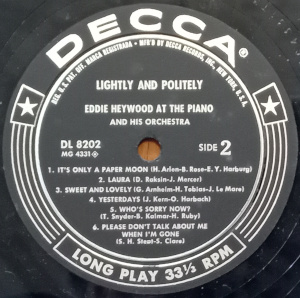 DECCA®
REG. U.S. PAT. OFF. MARCA REGISTRADA • MF'D BY DECCA RECORDS, INC., NEW YORK, U.S.A.
LIGHTLY AND POLITELY
EDDIE HEYWOOD AT THE PIANO
AND HIS ORCHESTRA
DL 8202
MG 4331
SIDE 2
1. IT'S ONLY A PAPER MOON (H. Arlen-B. Rose-E. Y. Harburg)
2. LAURA (D. Raksin-J. Mercer)
3. SWEET AND LOVELY (G. Arnheim-H. Tobias-J. Le Mare)
4. YESTERDAYS (J. Kern-O. Harbach)
5. WHO'S SORRY NOW?
(T. Snyder-B. Kalmar-H. Ruby)
6. PLEASE DON'T TALK ABOUT ME
WHEN I'M GONE
(S. H. Stept-S. Clare)
LONG PLAY 33⅓ RPM